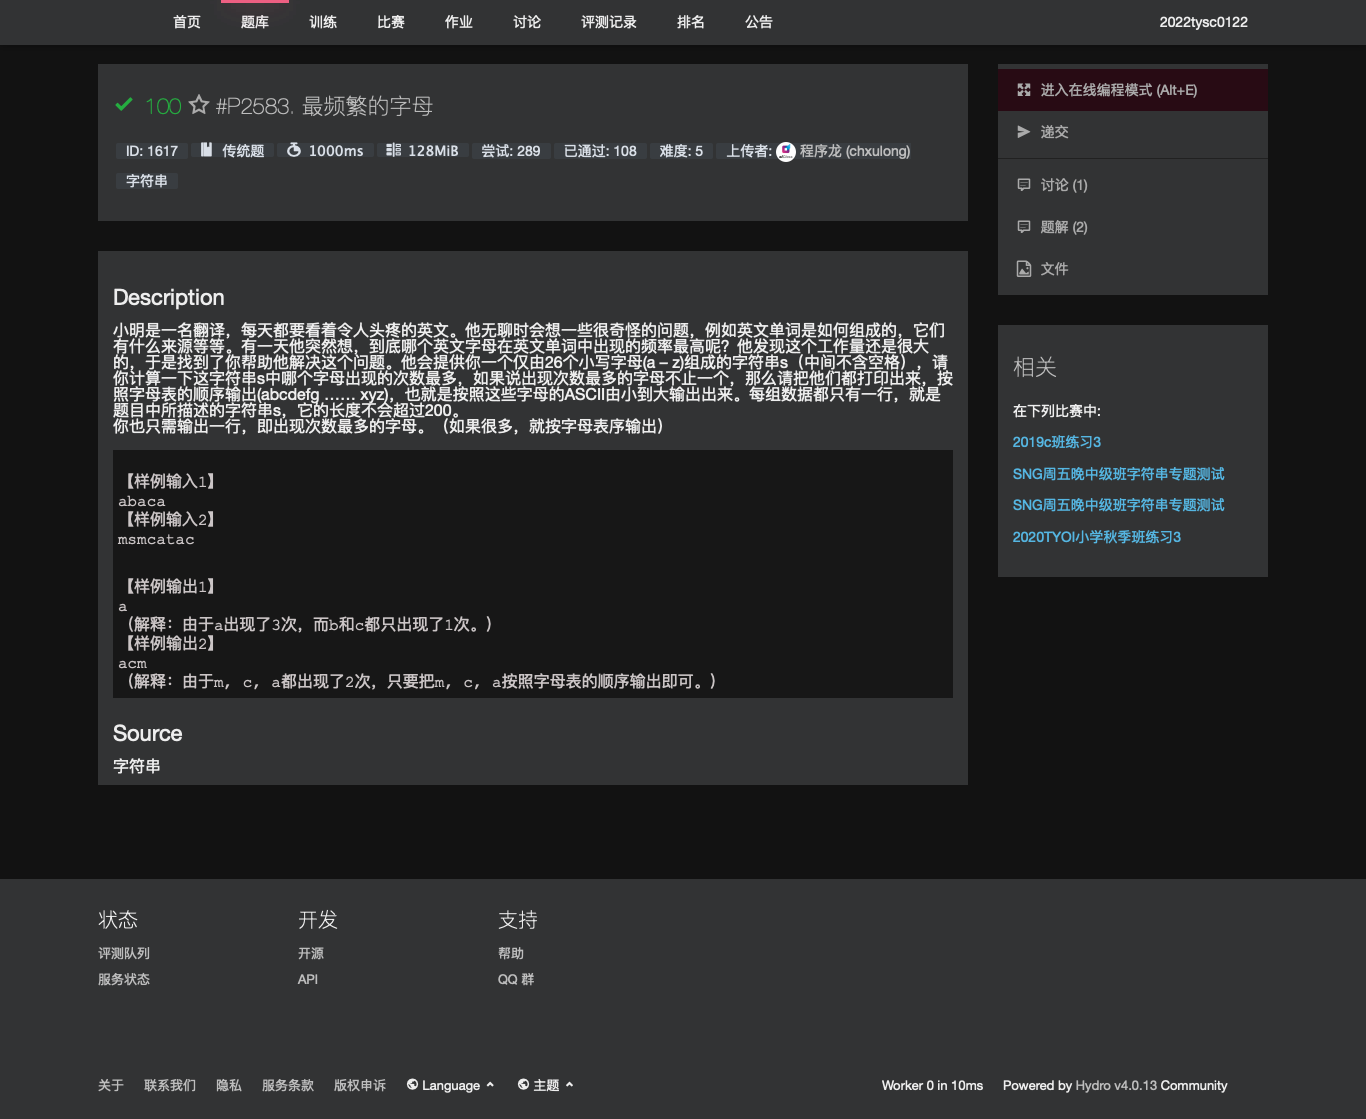 首页 题库 训练 比赛 作业 讨论 评测记录 排名 公告 2022tysc0122
100 #P2583. 最频繁的字母
ID: 1617 传统题 1000ms 128MiB 尝试: 289 已通过: 108 难度: 5 上传者: 程序龙 (chxulong)
字符串
Description
小明是一名翻译，每天都要看着令人头疼的英文。他无聊时会想一些很奇怪的问题，例如英文单词是如何组成的，它们
有什么来源等等。有一天他突然想，到底哪个英文字母在英文单词中出现的频率最高呢？他发现这个工作量还是很大
的，于是找到了你帮助他解决这个问题。他会提供你一个仅由26个小写字母(a – z)组成的字符串s（中间不含空格），请
你计算一下这字符串s中哪个字母出现的次数最多，如果说出现次数最多的字母不止一个，那么请把他们都打印出来，按
照字母表的顺序输出(abcdefg …… xyz)，也就是按照这些字母的ASCII由小到大输出出来。每组数据都只有一行，就是
题目中所描述的字符串s，它的长度不会超过200。
你也只需输出一行，即出现次数最多的字母。（如果很多，就按字母表序输出）
【样例输入1】
abaca
【样例输入2】
msmcatac
【样例输出1】
a
（解释：由于a出现了3次，而b和c都只出现了1次。）
【样例输出2】
acm
（解释：由于m, c, a都出现了2次，只要把m, c, a按照字母表的顺序输出即可。）
Source
字符串
进入在线编程模式 (Alt+E)
递交
讨论 (1)
题解 (2)
文件
相关
在下列比赛中:
2019c班练习3
SNG周五晚中级班字符串专题测试
SNG周五晚中级班字符串专题测试
2020TYOI小学秋季班练习3
状态
评测队列
服务状态
开发
开源
API
支持
帮助
QQ 群
关于 联系我们 隐私 服务条款 版权申诉 Language 主题 Worker 0 in 10ms Powered by Hydro v4.0.13 Community